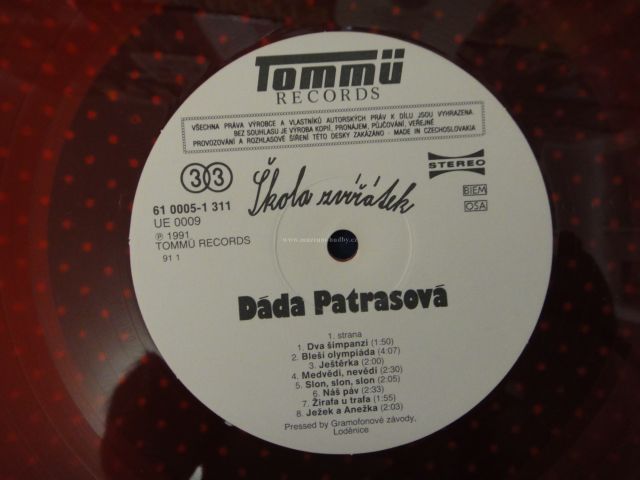 Tommü
RECORDS
VŠECHNA PRÁVA VÝROBCE A VLASTNÍKŮ AUTORSKÝCH PRÁV K DÍLU JSOU VYHRAZENA
BEZ SOUHLASU JE VÝROBA KOPIÍ, PRONÁJEM, PŮJČOVÁNÍ, VEŘEJNÉ
PROVOZOVÁNÍ A ROZHLASOVÉ ŠÍŘENÍ TÉTO DESKY ZAKÁZÁNO - MADE IN CZECHOSLOVAKIA
33
STEREO
Škola zvířátek
61 0005-1 311
UE 0009
BIEM
OSA
℗ 1991
TOMMÜ RECORDS
91 1
www.muzeumhudby.cz
Dáda Patrasová
1. strana
1. Dva šimpanzi (1:50)
2. Bleší olympiáda (4:07)
3. Ještěrka (2:00)
4. Medvědi, nevědi (2:30)
5. Slon, slon, slon (2:05)
6. Náš páv (2:33)
7. Žirafa u trafa (1:55)
8. Ježek a Anežka (2:03)
Pressed by Gramofonové závody,
Loděnice